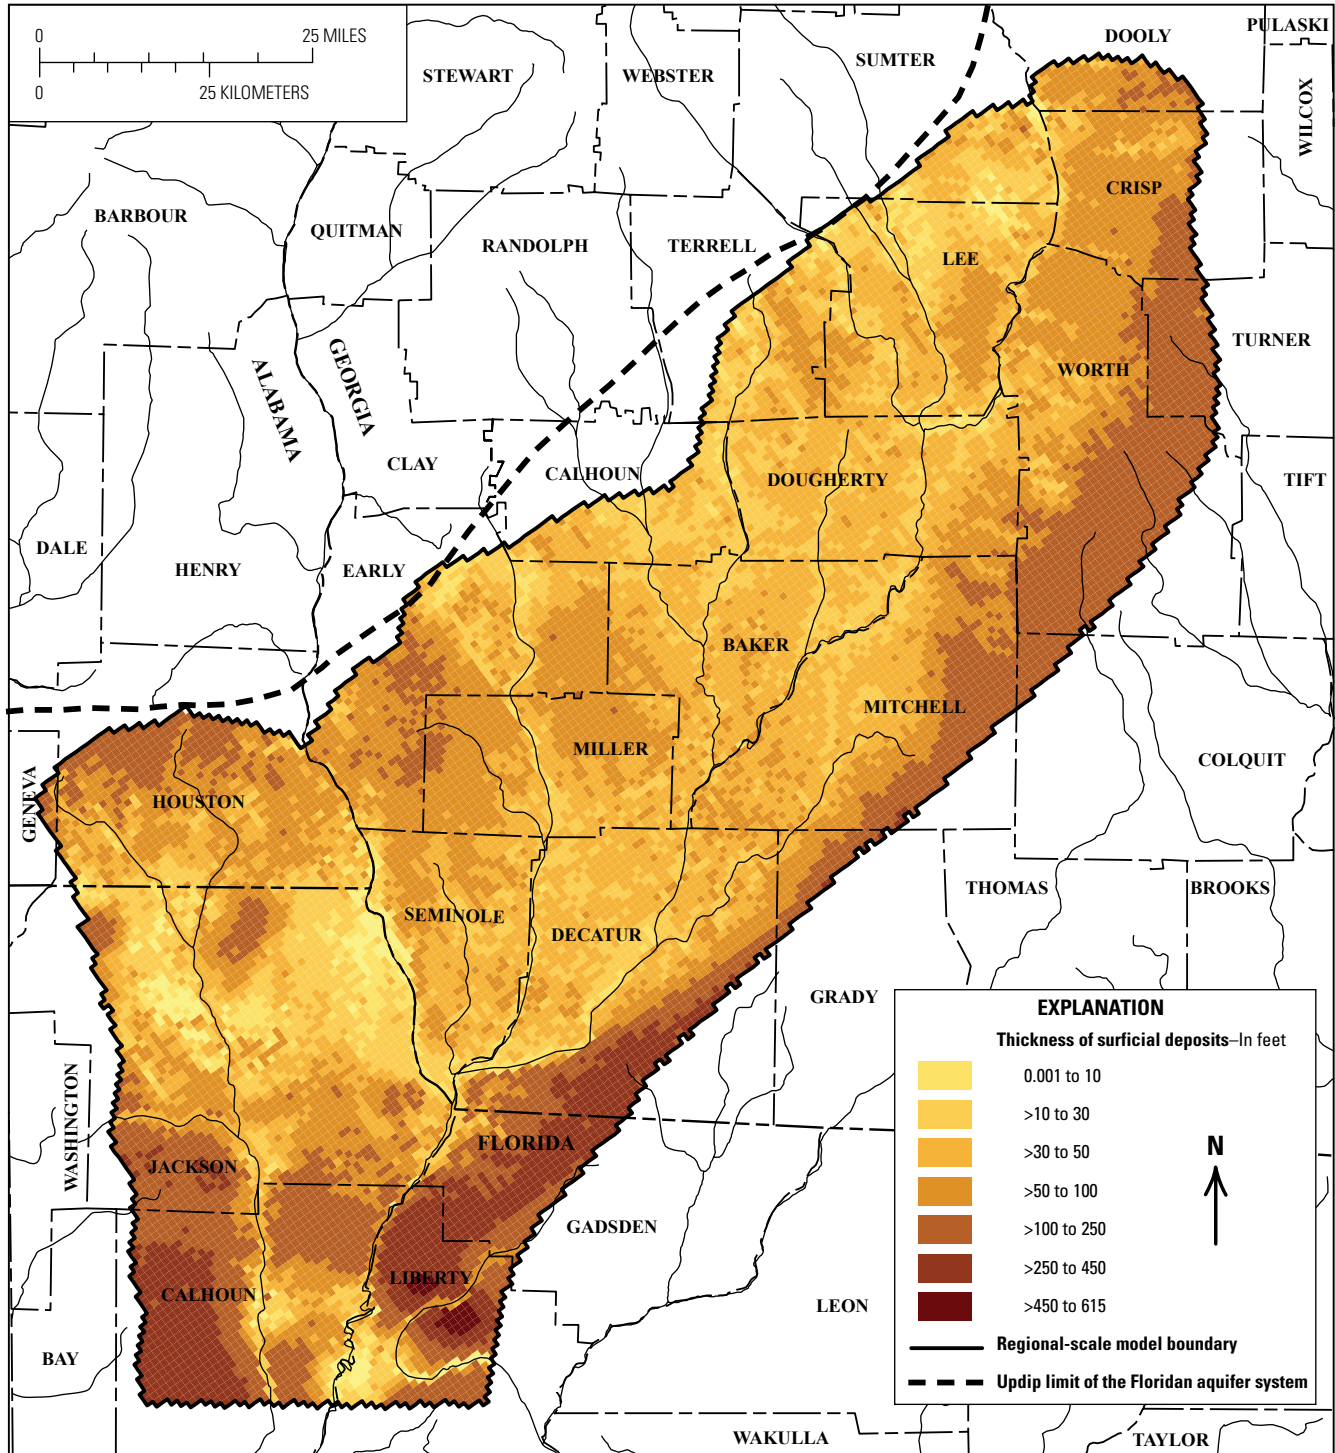 0 25 MILES
0 25 KILOMETERS
STEWART
WEBSTER
SUMTER
DOOLY
PULASKI
WILCOX
BARBOUR
QUITMAN
RANDOLPH
TERRELL
LEE
CRISP
ALABAMA
GEORGIA
WORTH
TURNER
CLAY
CALHOUN
DOUGHERTY
TIFT
DALE
HENRY
EARLY
BAKER
MITCHELL
MILLER
COLQUIT
GENEVA
HOUSTON
SEMINOLE
DECATUR
THOMAS
BROOKS
GRADY
WASHINGTON
JACKSON
FLORIDA
GADSDEN
CALHOUN
LIBERTY
LEON
BAY
WAKULLA
TAYLOR
EXPLANATION
Thickness of surficial deposits–In feet
0.001 to 10
>10 to 30
>30 to 50
>50 to 100
>100 to 250
>250 to 450
>450 to 615
N
Regional-scale model boundary
Updip limit of the Floridan aquifer system